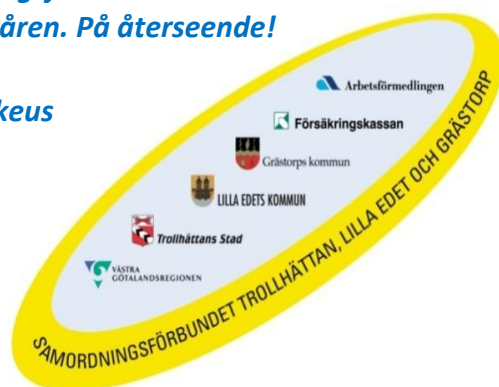 åren. På återseende!
keus
Arbetsförmedlingen
Försäkringskassan
Grästorps kommun
LILLA EDETS KOMMUN
Trollhättans Stad
VÄSTRA
GÖTALANDSREGIONEN
SAMORDNINGSFÖRBUNDET TROLLHÄTTAN, LILLA EDET OCH GRÄSTORP